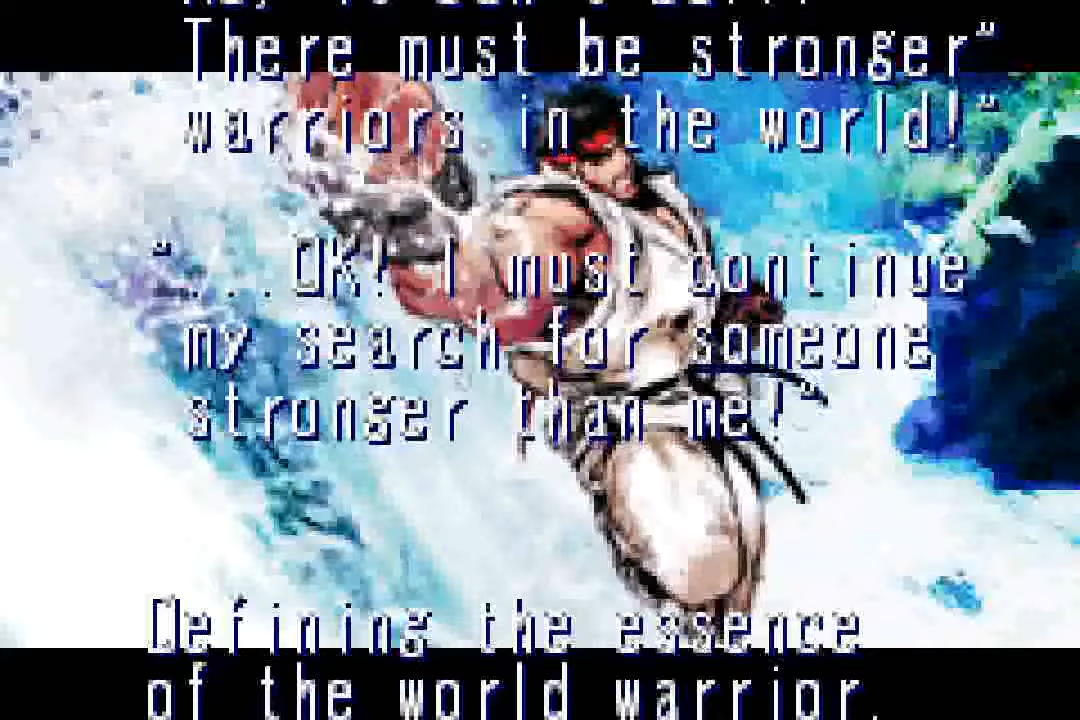 There must be stronger"
warriors in the world!"
"...OK! I must continue
my search for someone
stronger than me!"
Defining the essence
of the world warrior,